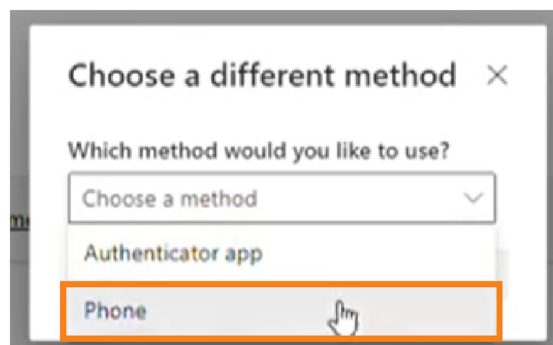 Choose a different method
Which method would you like to use?
Choose a method
Authenticator app
Phone